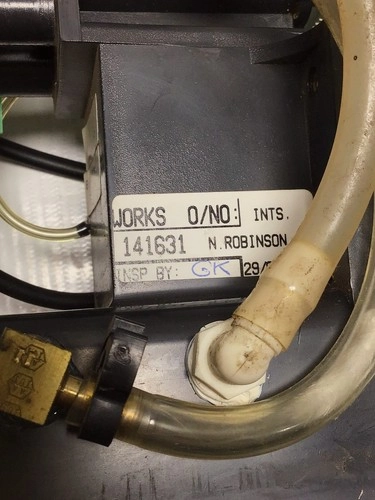 WORKS O/NO: INTS.
141631 N.ROBINSON
INSP BY: GK 29/